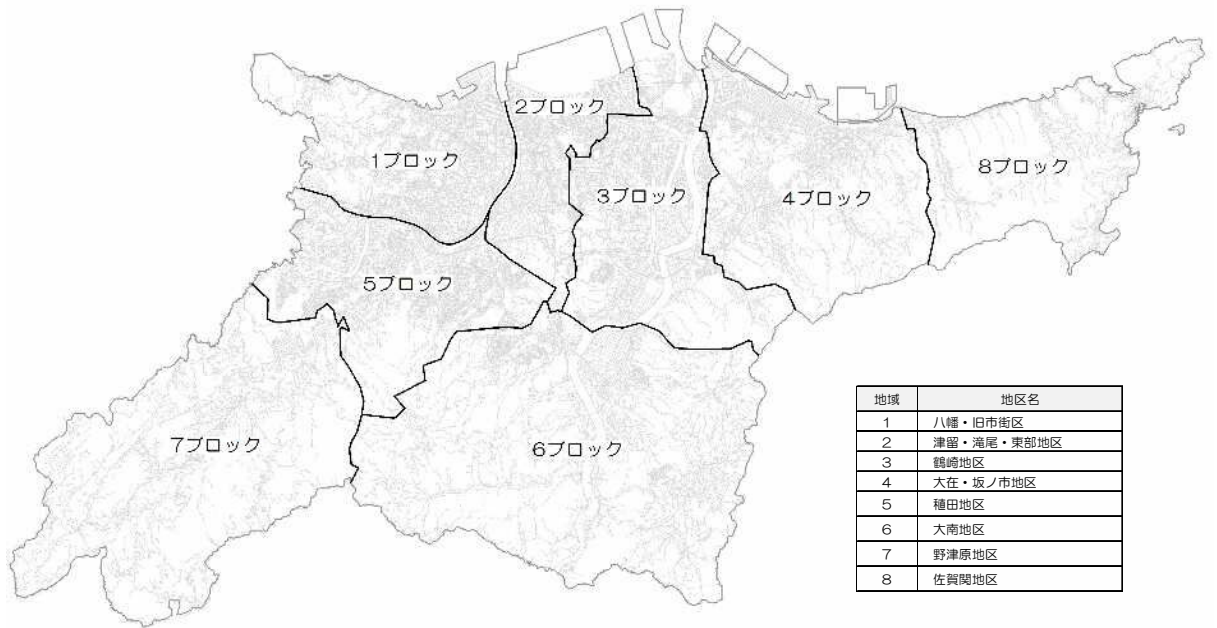 2ブロック
1ブロック
8ブロック
3ブロック
4ブロック
5ブロック
7ブロック
6ブロック
地域 地区名
1 八幡・旧市街区
2 津留・滝尾・東部地区
3 鶴崎地区
4 大在・坂ノ市地区
5 稙田地区
6 大南地区
7 野津原地区
8 佐賀関地区